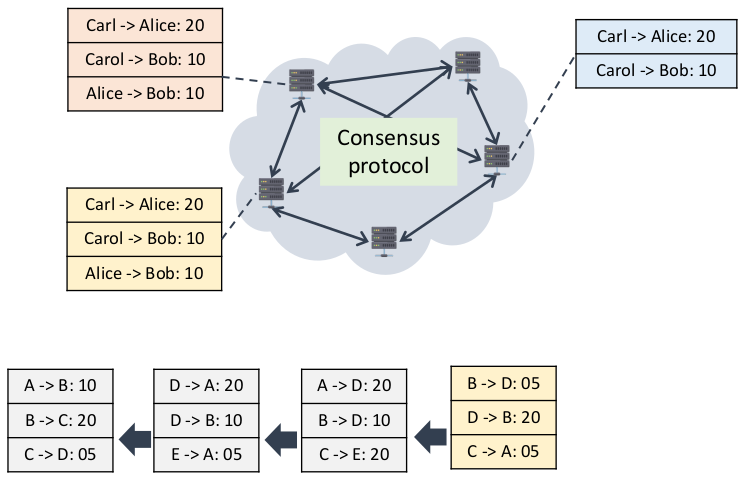 Carl -> Alice: 20
Carol -> Bob: 10
Alice -> Bob: 10
Carl -> Alice: 20
Carol -> Bob: 10
Consensus
protocol
Carl -> Alice: 20
Carol -> Bob: 10
Alice -> Bob: 10
A -> B: 10
B -> C: 20
C -> D: 05
D -> A: 20
D -> B: 10
E -> A: 05
A -> D: 20
B -> D: 10
C -> E: 20
B -> D: 05
D -> B: 20
C -> A: 05